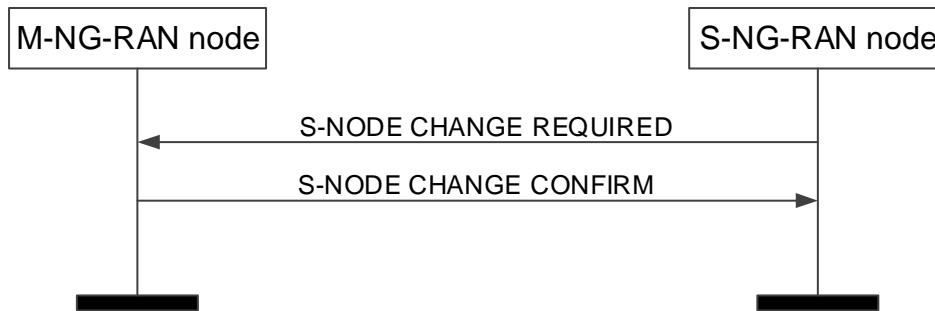 M-NG-RAN node
S-NG-RAN node
S-NODE CHANGE REQUIRED
S-NODE CHANGE CONFIRM